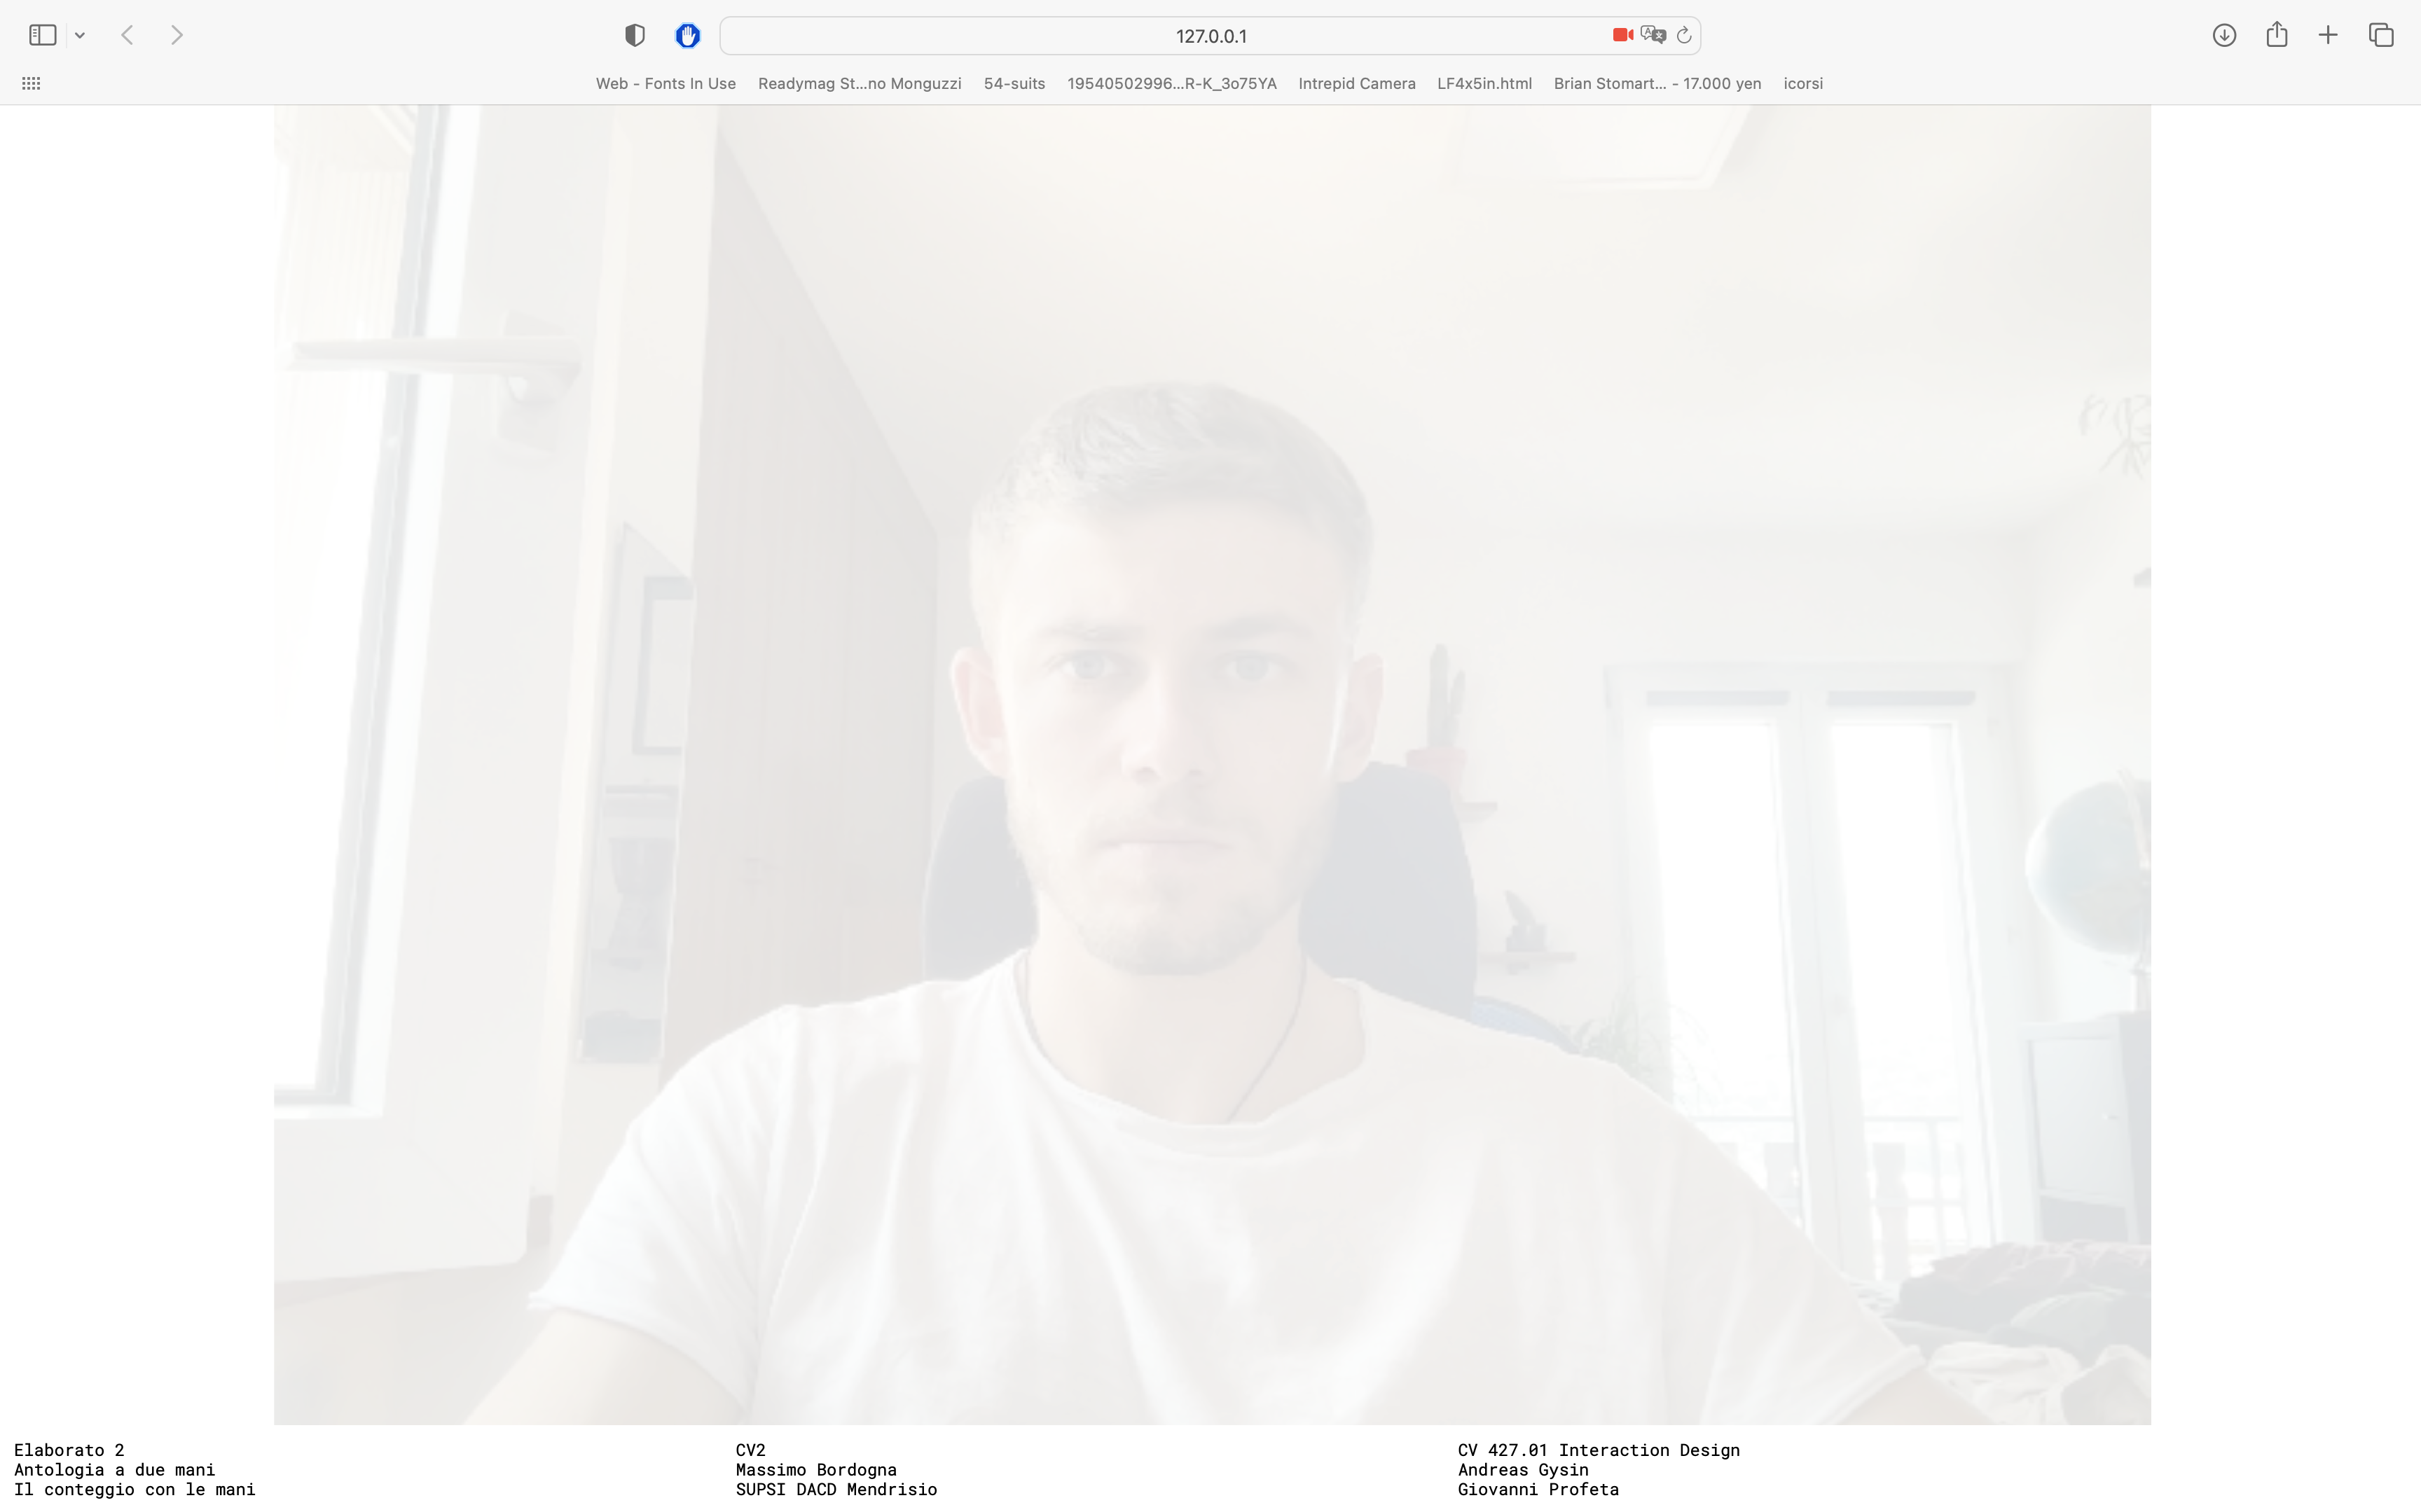 127.0.0.1
Web - Fonts In Use Readymag St...no Monguzzi 54-suits 19540502996...R-K_3o75YA Intrepid Camera LF4x5in.html Brian Stomart... - 17.000 yen icorsi
Elaborato 2
Antologia a due mani
Il conteggio con le mani
CV2
Massimo Bordogna
SUPSI DACD Mendrisio
CV 427.01 Interaction Design
Andreas Gysin
Giovanni Profeta